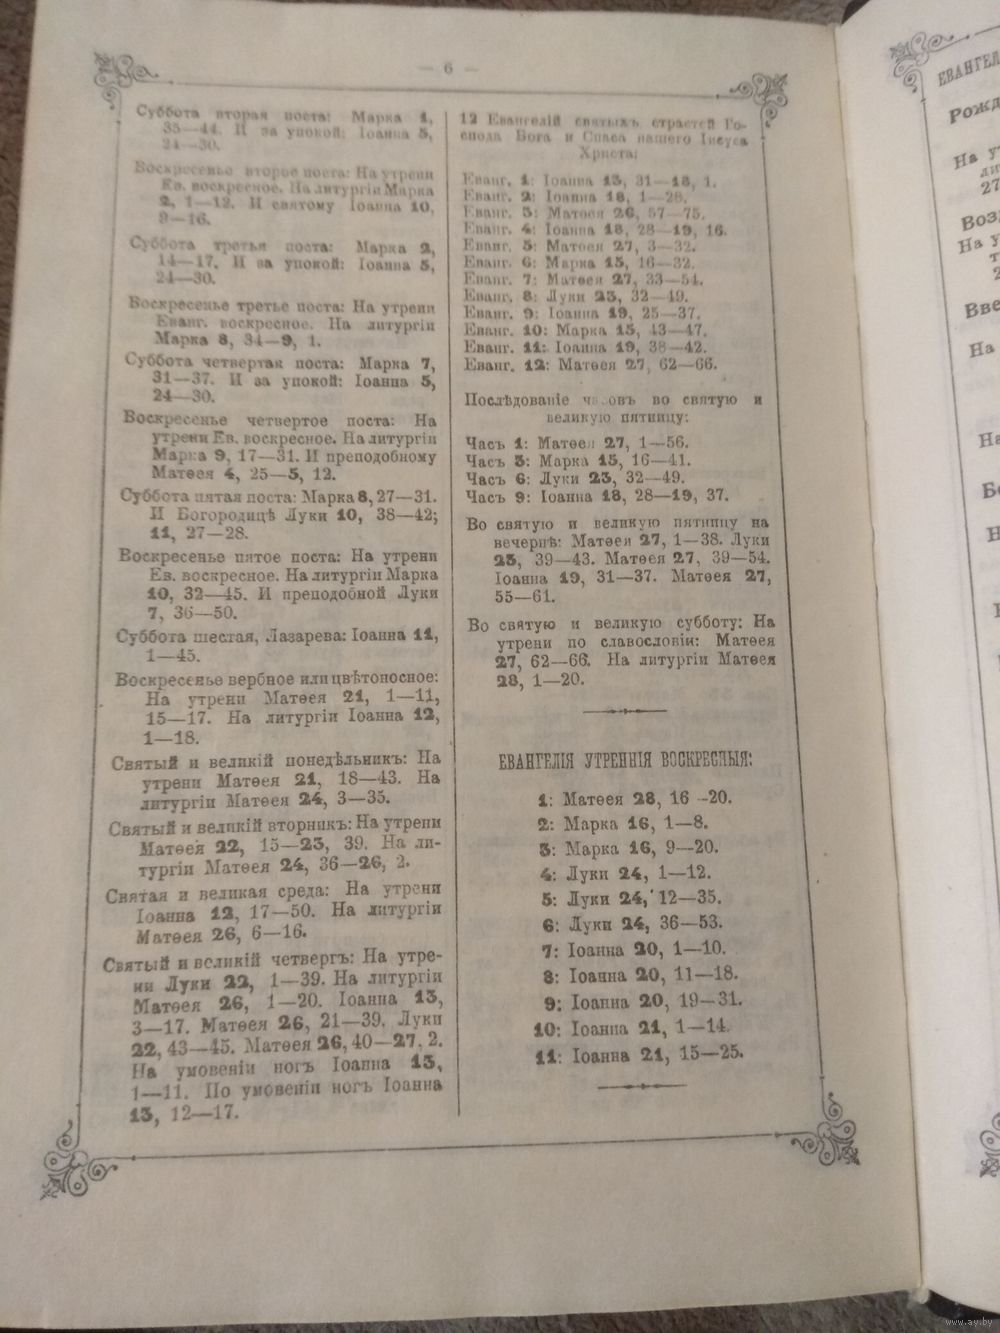 — 6 —
Суббота вторая поста: Марка 1,
35—44. И за упокой: Іоанна 5,
24—30.
Воскресенье второе поста: На утрени
Ев. воскресное. На литургіи Марка
2, 1—12. И святому Іоанна 10,
9—16.
Суббота третья поста: Марка 2,
14—17. И за упокой: Іоанна 5,
24—30.
Воскресенье третье поста: На утрени
Еванг. воскресное. На литургіи
Марка 8, 34—9, 1.
Суббота четвертая поста: Марка 7,
31—37. И за упокой: Іоанна 5,
24—30.
Воскресенье четвертое поста: На
утрени Ев. воскресное. На литургіи
Марка 9, 17—31. И преподобному
Матѳея 4, 25—5, 12.
Суббота пятая поста: Марка 8, 27—31.
И Богородицѣ Луки 10, 38—42;
11, 27—28.
Воскресенье пятое поста: На утрени
Ев. воскресное. На литургіи Марка
10, 32—45. И преподобной Луки
7, 36—50.
Суббота шестая, Лазарева: Іоанна 11,
1—45.
Воскресенье вербное или цвѣтоносное:
На утрени Матѳея 21, 1—11,
15—17. На литургіи Іоанна 12,
1—18.
Святый и великій понедѣльникъ: На
утрени Матѳея 21, 18—43. На
литургіи Матѳея 24, 3—35.
Святый и великій вторникъ: На утрени
Матѳея 22, 15—23, 39. На ли-
тургіи Матѳея 24, 36—26, 2.
Святая и великая среда: На утрени
Іоанна 12, 17—50. На литургіи
Матѳея 26, 6—16.
Святый и великій четвергъ: На утре-
ни Луки 22, 1—39. На литургіи
Матѳея 26, 1—20. Іоанна 13,
3—17. Матѳея 26, 21—39. Луки
22, 43—45. Матѳея 26, 40—27, 2.
На умовеніи ногъ Іоанна 13,
1—11. По умовеніи ногъ Іоанна
13, 12—17.
12 Евангелій святыхъ страстей Го-
спода Бога и Спаса нашего Іисуса
Христа:
Еванг. 1: Іоанна 13, 31—18, 1.
Еванг. 2: Іоанна 18, 1—28.
Еванг. 3: Матѳея 26, 57—75.
Еванг. 4: Іоанна 18, 28—19, 16.
Еванг. 5: Матѳея 27, 3—32.
Еванг. 6: Марка 15, 16—32.
Еванг. 7: Матѳея 27, 33—54.
Еванг. 8: Луки 23, 32—49.
Еванг. 9: Іоанна 19, 25—37.
Еванг. 10: Марка 15, 43—47.
Еванг. 11: Іоанна 19, 38—42.
Еванг. 12: Матѳея 27, 62—66.
Послѣдованіе часовъ во святую и
великую пятницу:
Часъ 1: Матѳея 27, 1—56.
Часъ 3: Марка 15, 16—41.
Часъ 6: Луки 23, 32—49.
Часъ 9: Іоанна 18, 28—19, 37.
Во святую и великую пятницу на
вечернѣ: Матѳея 27, 1—38. Луки
23, 39—43. Матѳея 27, 39—54.
Іоанна 19, 31—37. Матѳея 27,
55—61.
Во святую и великую субботу: На
утрени по славословіи: Матѳея
27, 62—66. На литургіи Матѳея
28, 1—20.
ЕВАНГЕЛІЯ УТРЕННІЯ ВОСКРЕСНЫЯ:
1: Матѳея 28, 16—20.
2: Марка 16, 1—8.
3: Марка 16, 9—20.
4: Луки 24, 1—12.
5: Луки 24, 12—35.
6: Луки 24, 36—53.
7: Іоанна 20, 1—10.
8: Іоанна 20, 11—18.
9: Іоанна 20, 19—31.
10: Іоанна 21, 1—14.
11: Іоанна 21, 15—25.
На
27
На
На
www.ay.by